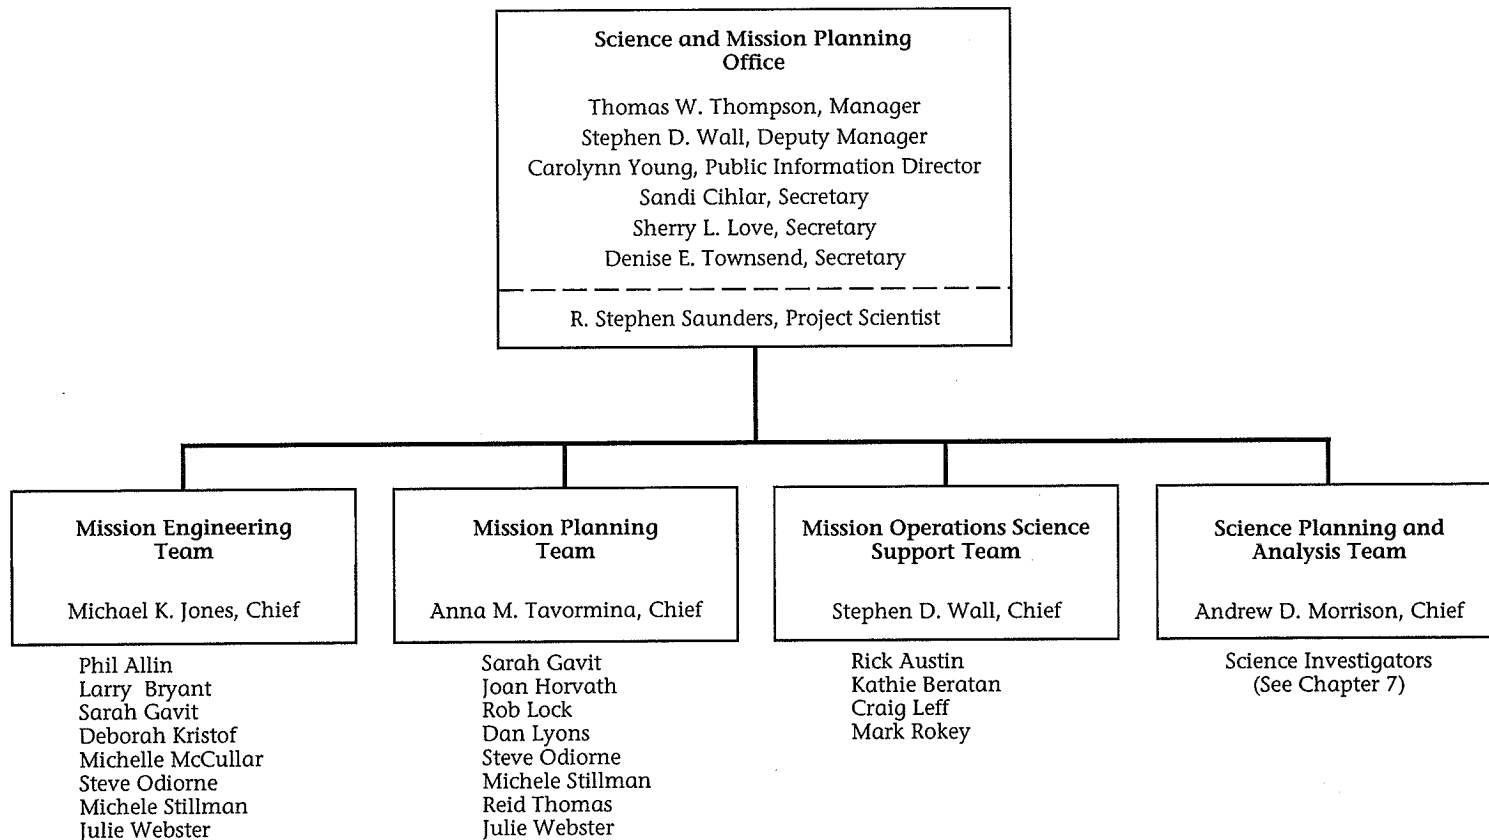 Science and Mission Planning
Office
Thomas W. Thompson, Manager
Stephen D. Wall, Deputy Manager
Carolynn Young, Public Information Director
Sandi Cihlar, Secretary
Sherry L. Love, Secretary
Denise E. Townsend, Secretary
R. Stephen Saunders, Project Scientist
Mission Engineering
Team
Michael K. Jones, Chief
Phil Allin
Larry Bryant
Sarah Gavit
Deborah Kristof
Michelle McCullar
Steve Odiorne
Michele Stillman
Julie Webster
Mission Planning
Team
Anna M. Tavormina, Chief
Sarah Gavit
Joan Horvath
Rob Lock
Dan Lyons
Steve Odiorne
Michele Stillman
Reid Thomas
Julie Webster
Mission Operations Science
Support Team
Stephen D. Wall, Chief
Rick Austin
Kathie Beratan
Craig Leff
Mark Rokey
Science Planning and
Analysis Team
Andrew D. Morrison, Chief
Science Investigators
(See Chapter 7)